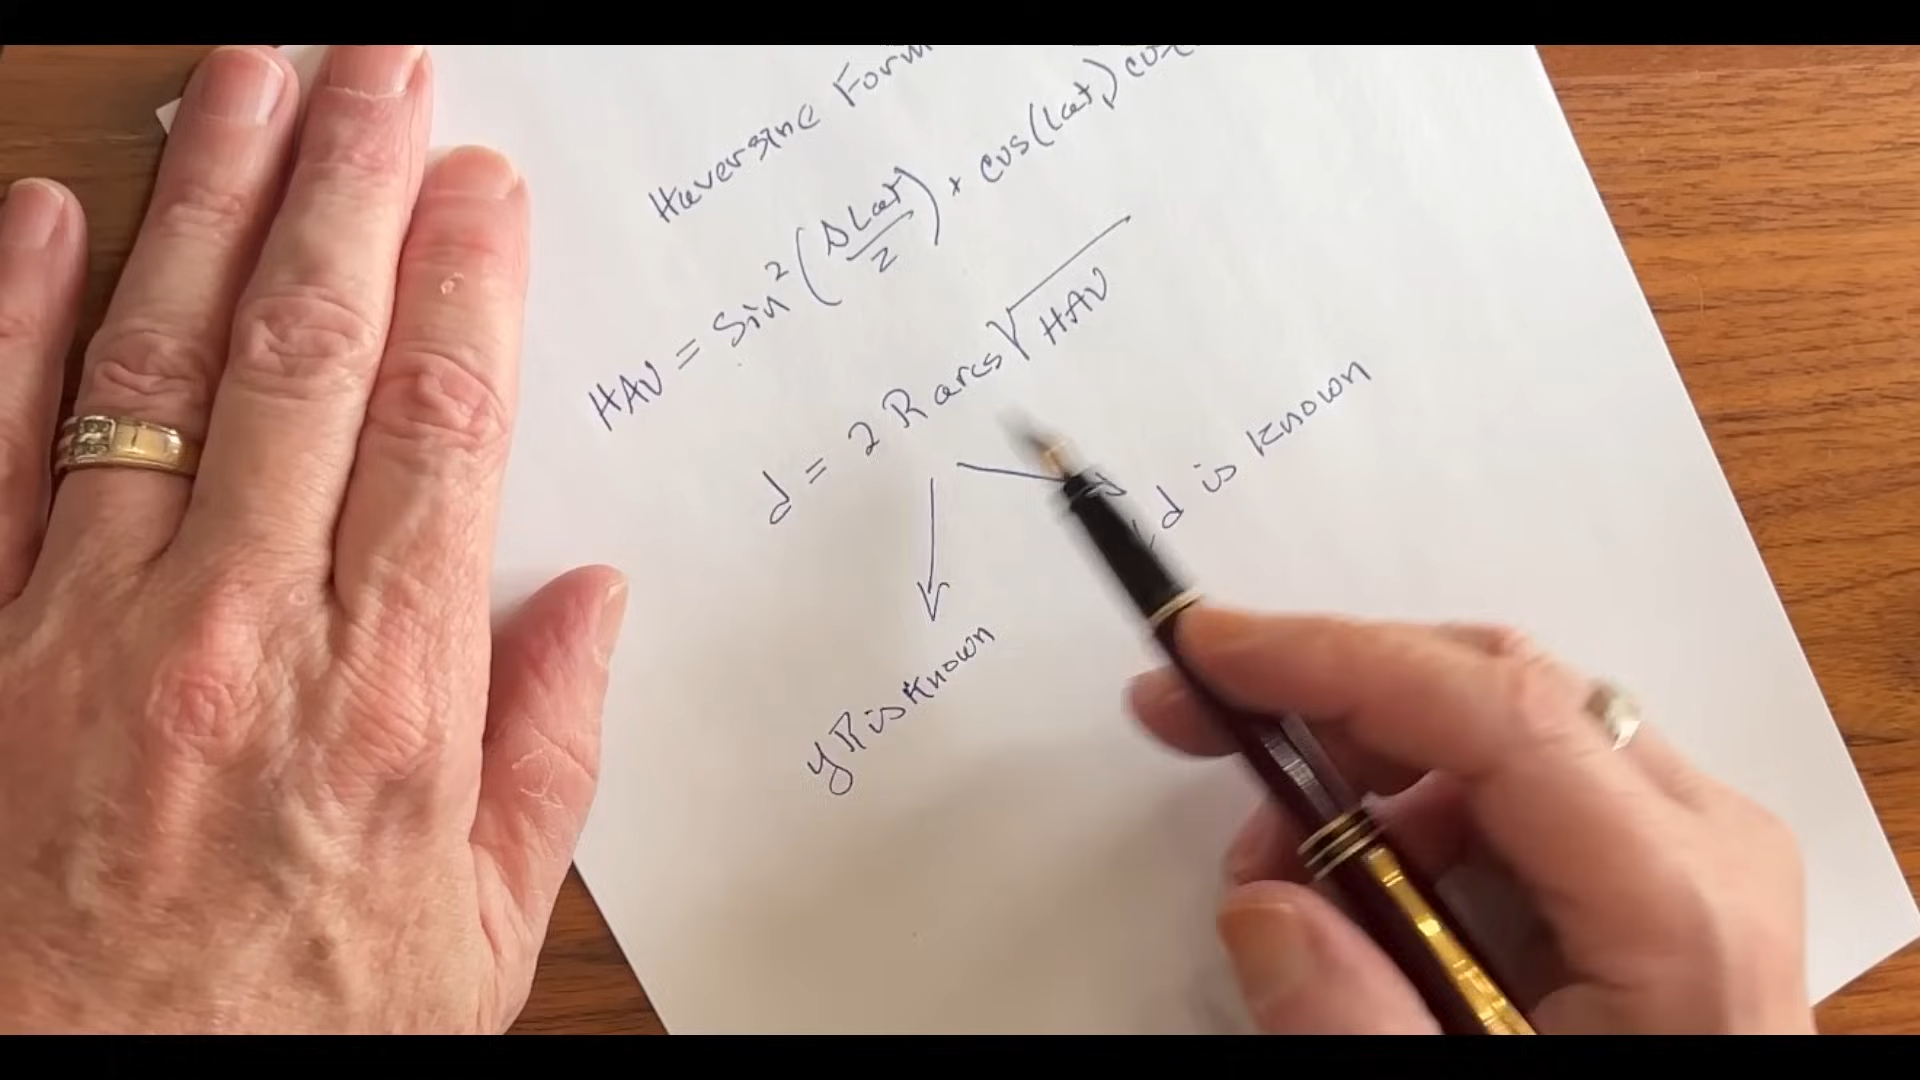 Haversine Form
HAV = Sin²(ΔLat/2) + cos(Lat,) cos
d = 2 R arcs √HAV
d is known
y R is known